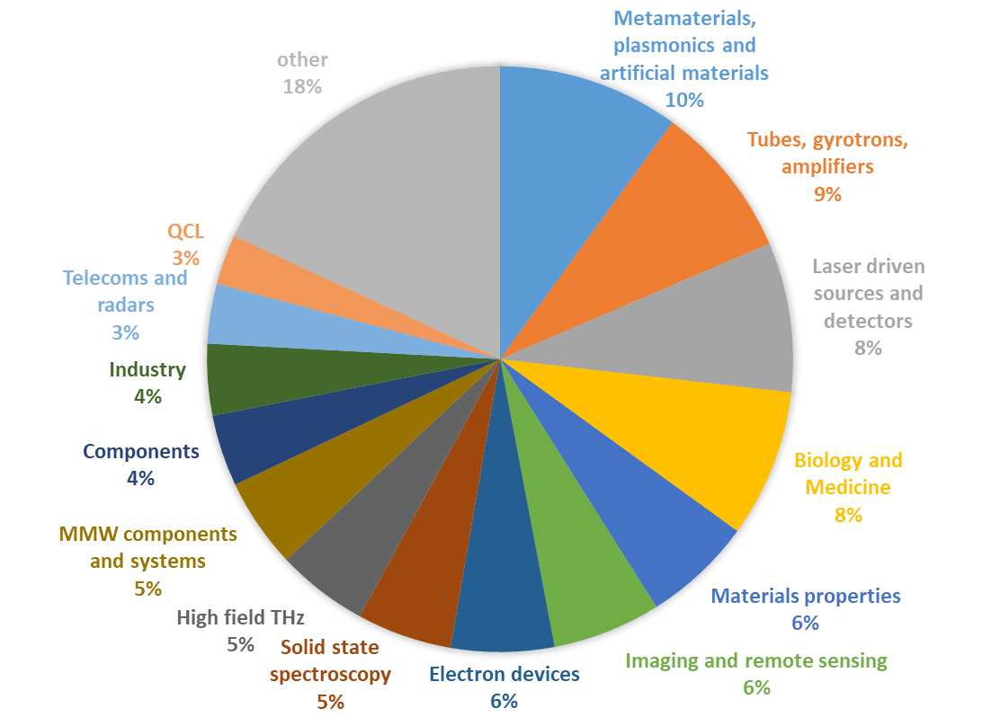 Metamaterials,
plasmonics and
artificial materials
10%
Tubes, gyrotrons,
amplifiers
9%
Laser driven
sources and
detectors
8%
Biology and
Medicine
8%
Materials properties
6%
Imaging and remote sensing
6%
Electron devices
6%
Solid state
spectroscopy
5%
High field THz
5%
MMW components
and systems
5%
Components
4%
Industry
4%
Telecoms and
radars
3%
QCL
3%
other
18%